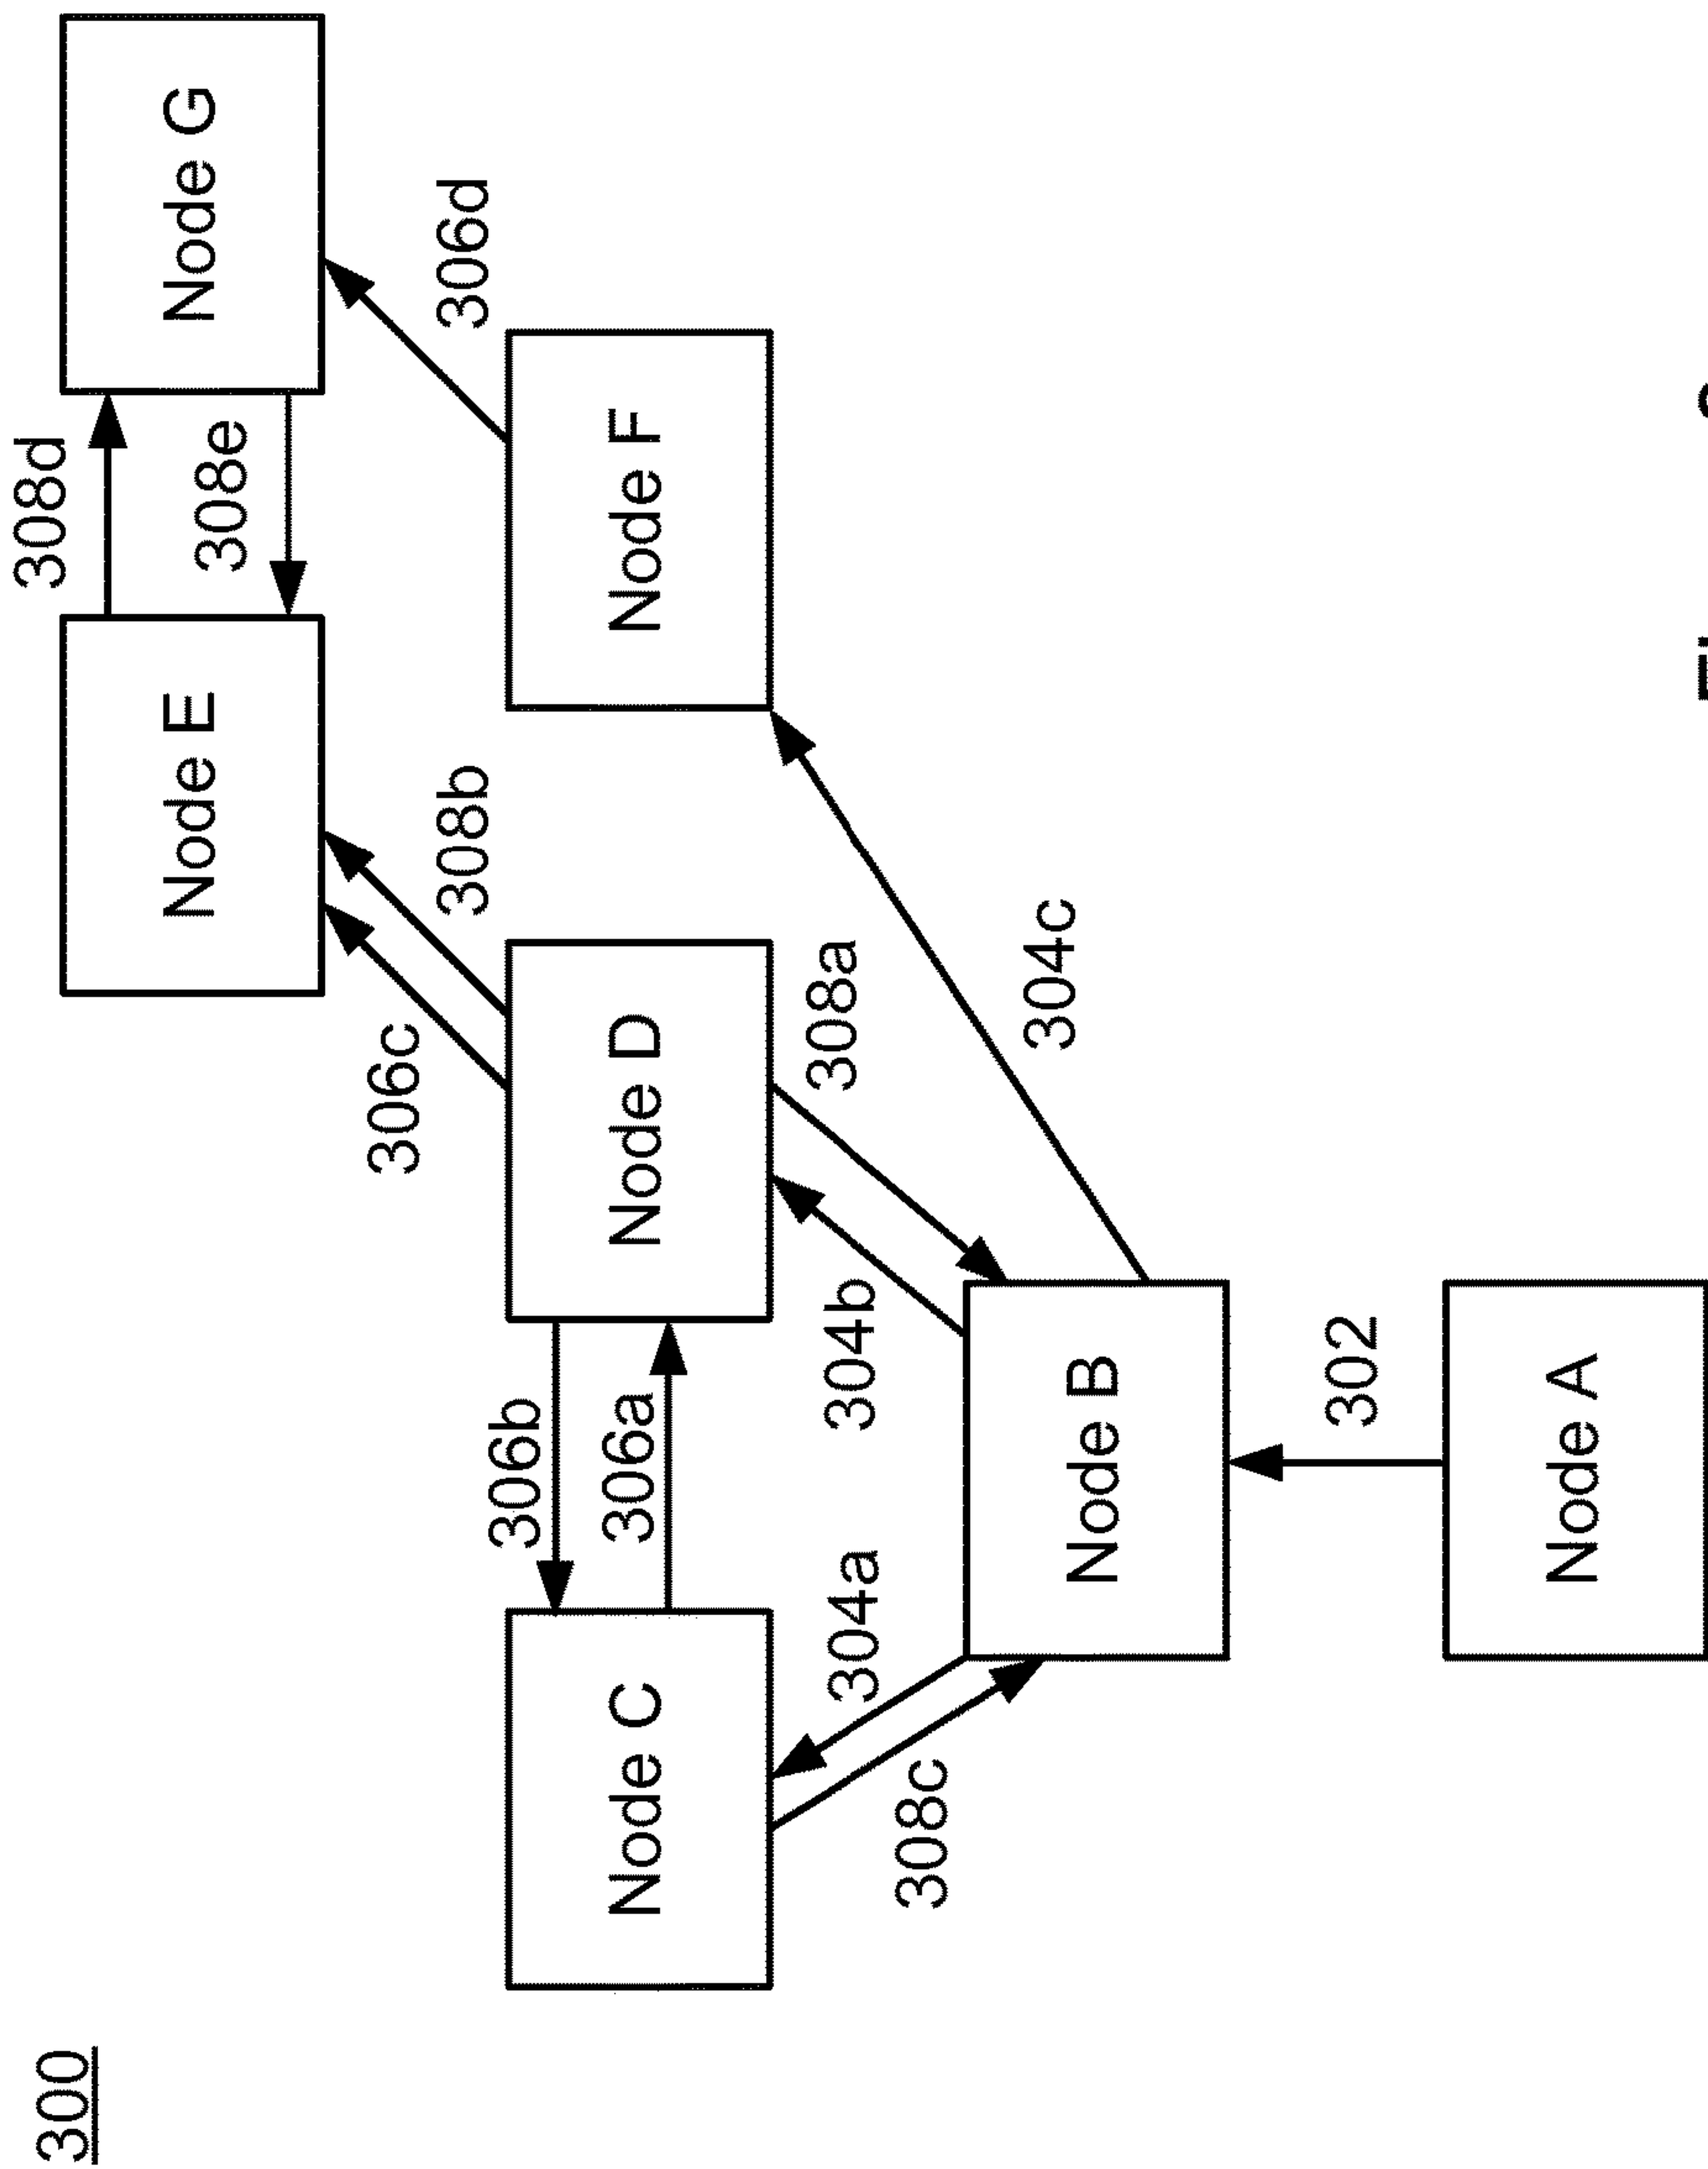 300
308d
308e
Node E
Node G
306c
308b
306d
306b
306a
Node C
Node D
Node F
304a
304b
308a
308c
304c
Node B
302
Node A